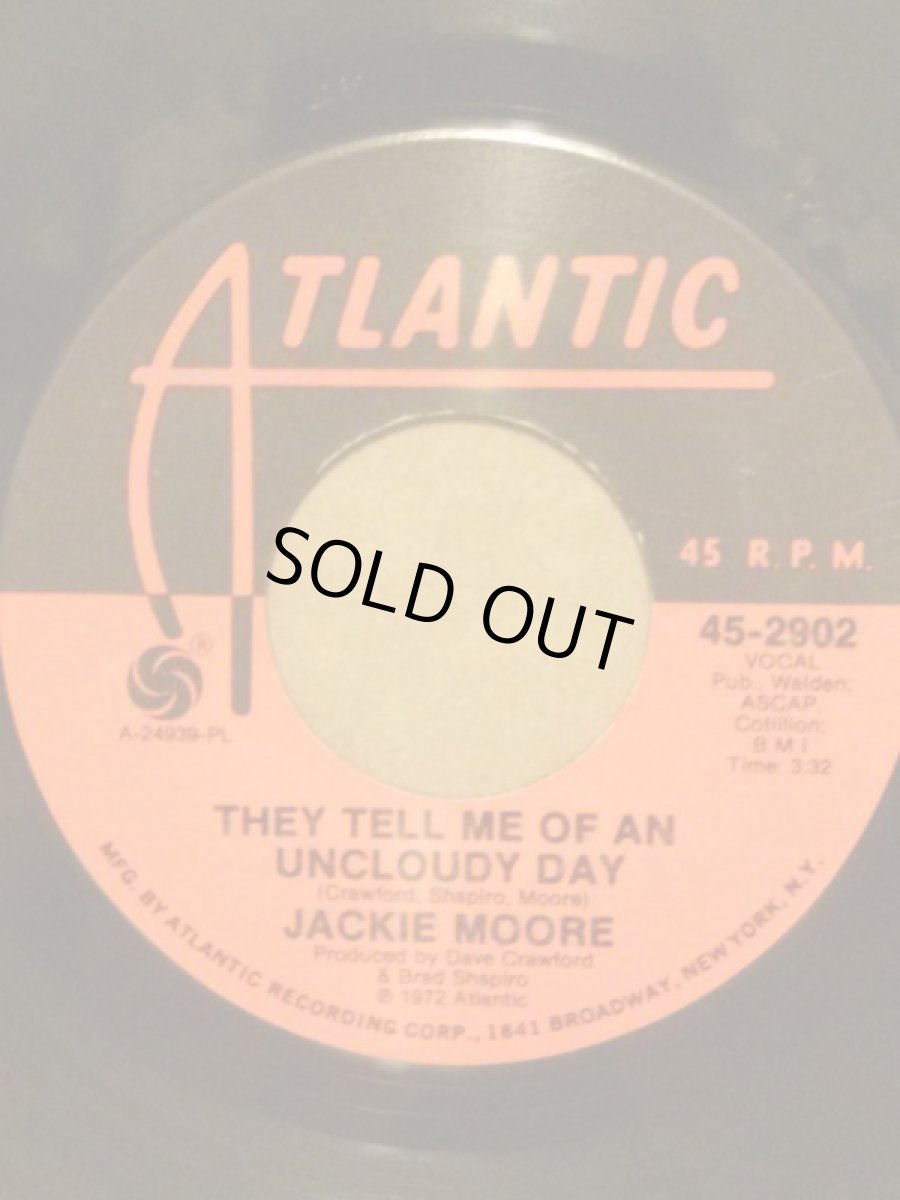 ATLANTIC
45 R.P.M.
SOLD OUT
45-2902
VOCAL
Pub., Walden;
ASCAP,
Cotillion;
B M I
Time: 3:32
®
A-24939-PL
THEY TELL ME OF AN
UNCLOUDY DAY
(Crawford, Shapiro, Moore)
JACKIE MOORE
Produced by Dave Crawford
& Brad Shapiro
℗ 1972 Atlantic
MFG. BY ATLANTIC RECORDING CORP., 1841 BROADWAY, NEW YORK, N.Y.